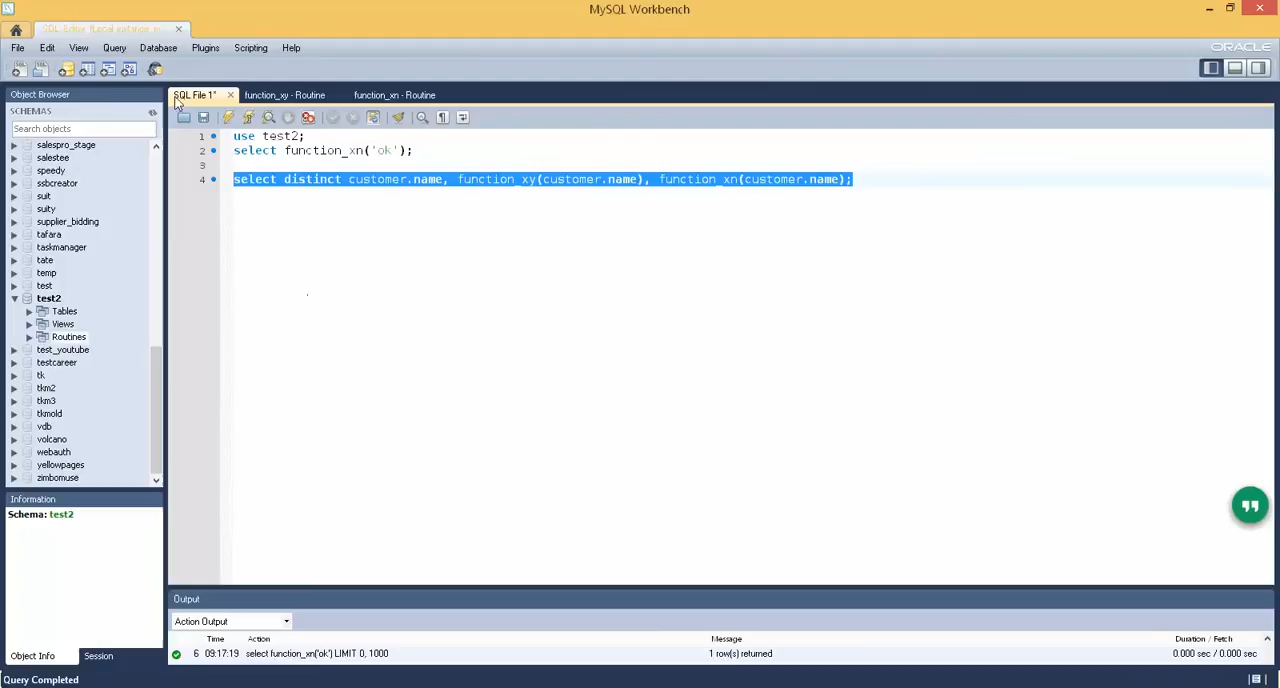 MySQL Workbench
File Edit View Query Database Plugins Scripting Help
ORACLE
Object Browser
SQL File 1* function_xy - Routine function_xn - Routine
SCHEMAS
Search objects
salespro_stage
salestee
speedy
ssbcreator
suit
suity
supplier_bidding
tafara
taskmanager
tate
temp
test
test2
Tables
Views
Routines
test_youtube
testcareer
tk
tkm2
tkm3
tkmold
vdb
volcano
webauth
yellowpages
zimbomuse
1 use test2;
2 select function_xn('ok');
3
4 select distinct customer.name, function_xy(customer.name), function_xn(customer.name);
Information
Schema: test2
Object Info Session
Output
Action Output
Time Action Message Duration / Fetch
6 09:17:19 select function_xn('ok') LIMIT 0, 1000 1 row(s) returned 0.000 sec / 0.000 sec
Query Completed